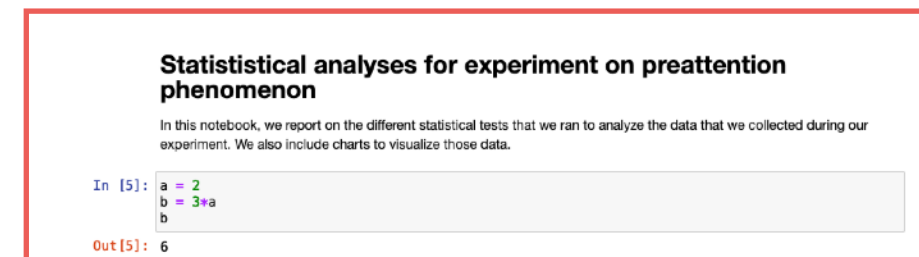 Statististical analyses for experiment on preattention
phenomenon
In this notebook, we report on the different statistical tests that we ran to analyze the data that we collected during our
experiment. We also include charts to visualize those data.
In [5]: a = 2
b = 3*a
b
Out[5]: 6